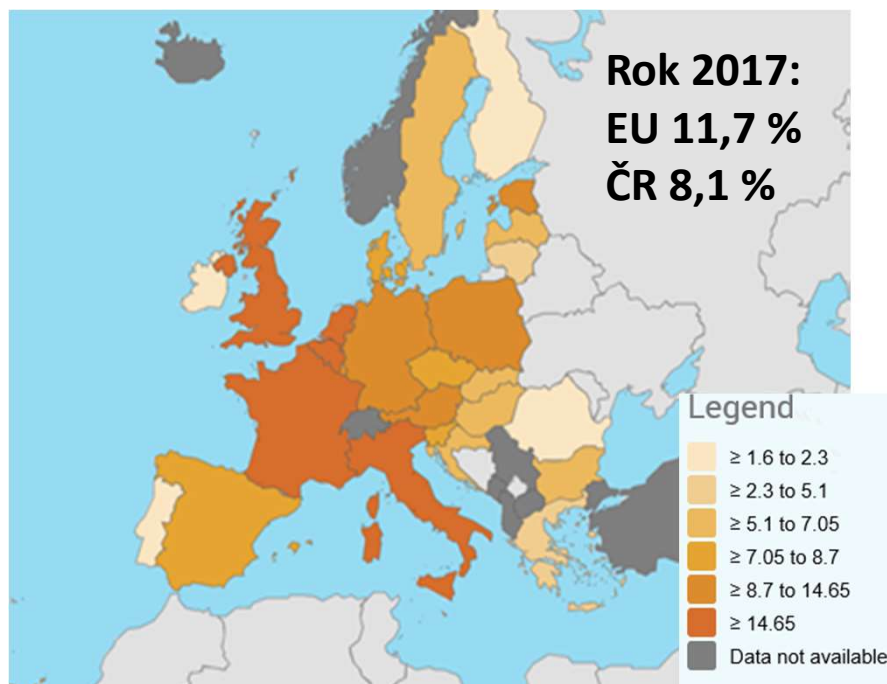 Rok 2017:
EU 11,7 %
ČR 8,1 %
Legend
≥ 1.6 to 2.3
≥ 2.3 to 5.1
≥ 5.1 to 7.05
≥ 7.05 to 8.7
≥ 8.7 to 14.65
≥ 14.65
Data not available